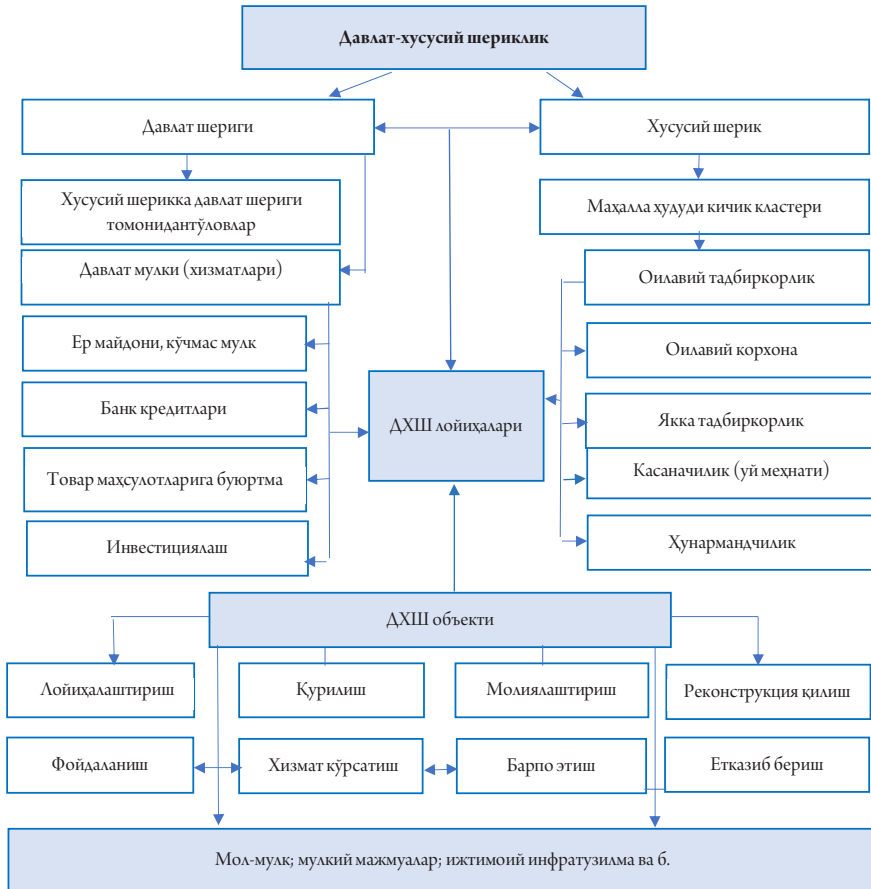 Давлат-хусусий шериклик
Давлат шериги
Хусусий шерик
Хусусий шерикка давлат шериги
томонидантўловлар
Маҳалла ҳудуди кичик кластери
Давлат мулки (хизматлари)
Оилавий тадбиркорлик
Ер майдони, кўчмас мулк
Оилавий корхона
Банк кредитлари
ДХШ лойиҳалари
Якка тадбиркорлик
Товар маҳсулотларига буюртма
Касаначилик (уй меҳнати)
Инвестициялаш
Ҳунармандчилик
ДХШ объекти
Лойиҳалаштириш
Қурилиш
Молиялаштириш
Реконструкция қилиш
Фойдаланиш
Хизмат кўрсатиш
Барпо этиш
Етказиб бериш
Мол-мулк; мулкий мажмуалар; ижтимоий инфратузилма ва б.